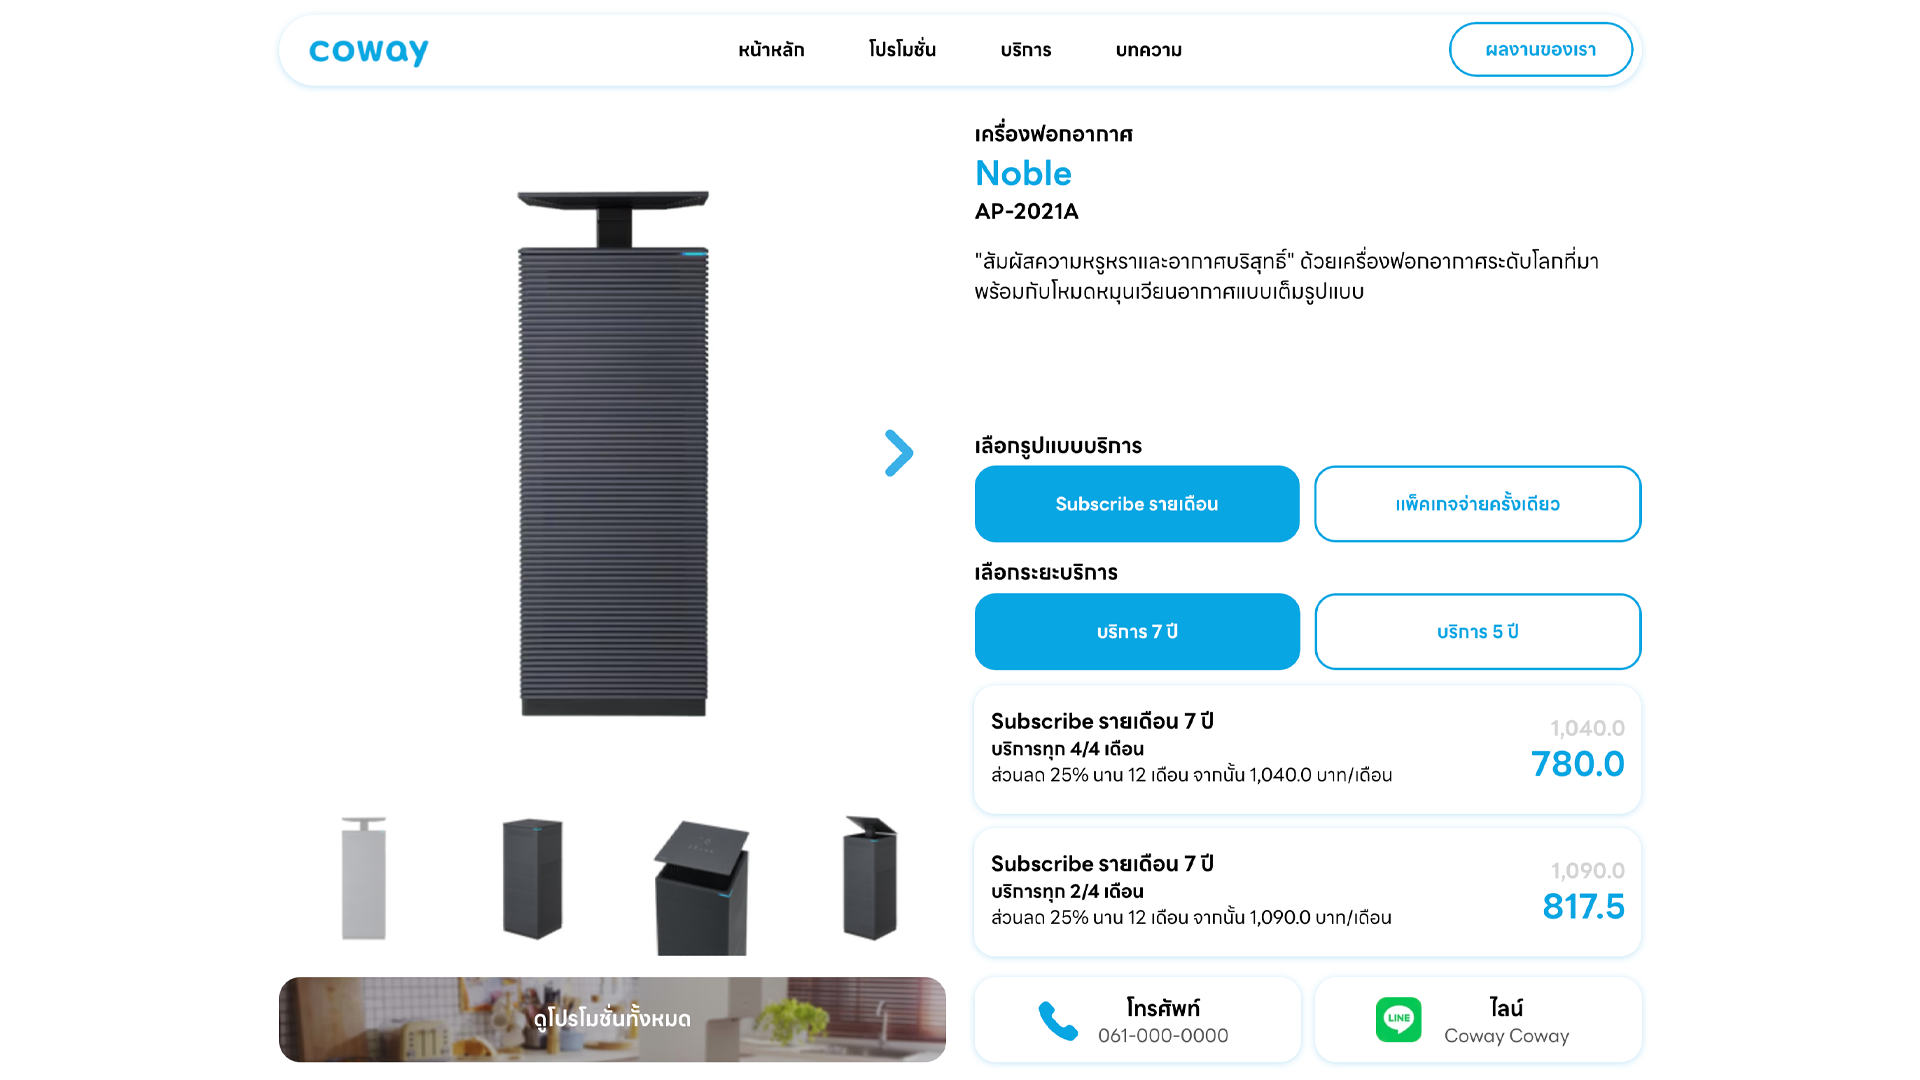 coway
หน้าหลัก
โปรโมชั่น
บริการ
บทความ
ผลงานของเรา
เครื่องฟอกอากาศ
Noble
AP-2021A
"สัมผัสความหรูหราและอากาศบริสุทธิ์" ด้วยเครื่องฟอกอากาศระดับโลกที่มา
พร้อมกับโหมดหมุนเวียนอากาศแบบเต็มรูปแบบ
เลือกรูปแบบบริการ
Subscribe รายเดือน
แพ็คเกจจ่ายครั้งเดียว
เลือกระยะบริการ
บริการ 7 ปี
บริการ 5 ปี
Subscribe รายเดือน 7 ปี
บริการทุก 4/4 เดือน
ส่วนลด 25% นาน 12 เดือน จากนั้น 1,040.0 บาท/เดือน
1,040.0
780.0
Subscribe รายเดือน 7 ปี
บริการทุก 2/4 เดือน
ส่วนลด 25% นาน 12 เดือน จากนั้น 1,090.0 บาท/เดือน
1,090.0
817.5
ดูโปรโมชั่นทั้งหมด
โทรศัพท์
061-000-0000
LINE
ไลน์
Coway Coway